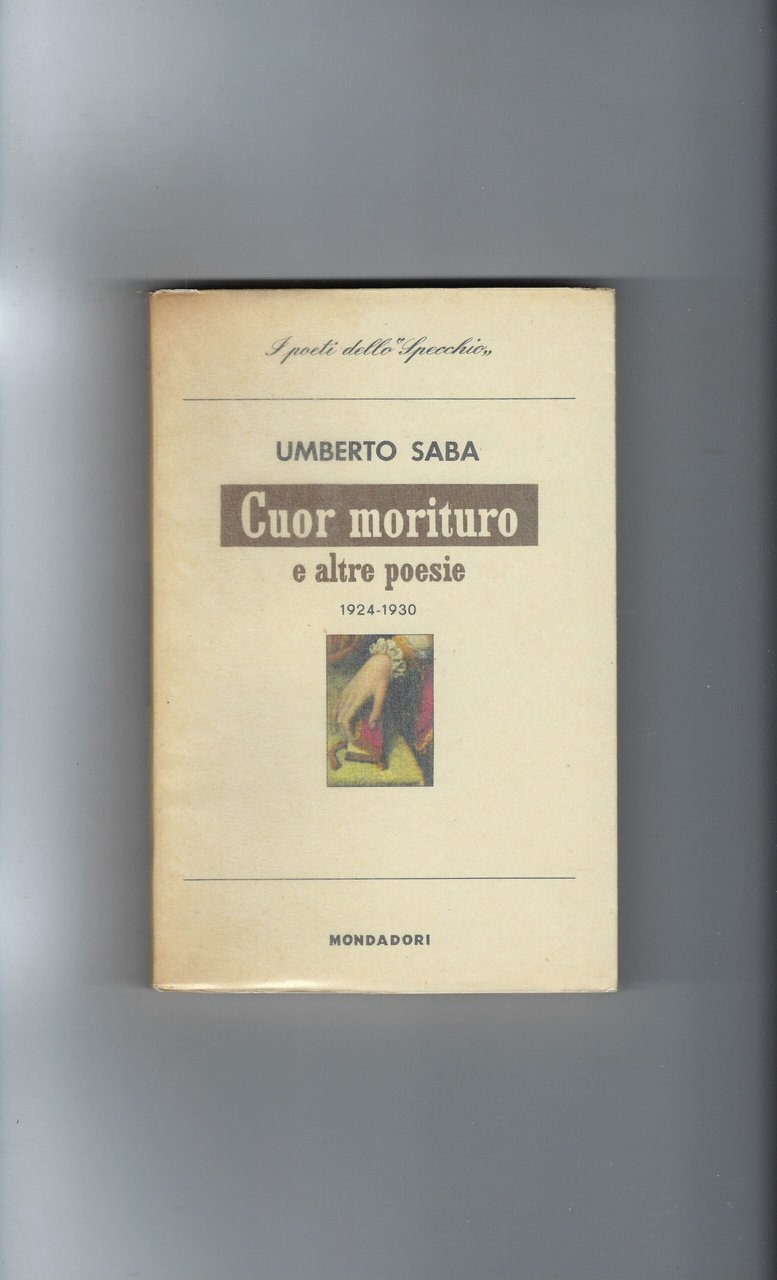 I poeti dello "Specchio„
UMBERTO SABA
Cuor morituro
e altre poesie
1924-1930
MONDADORI